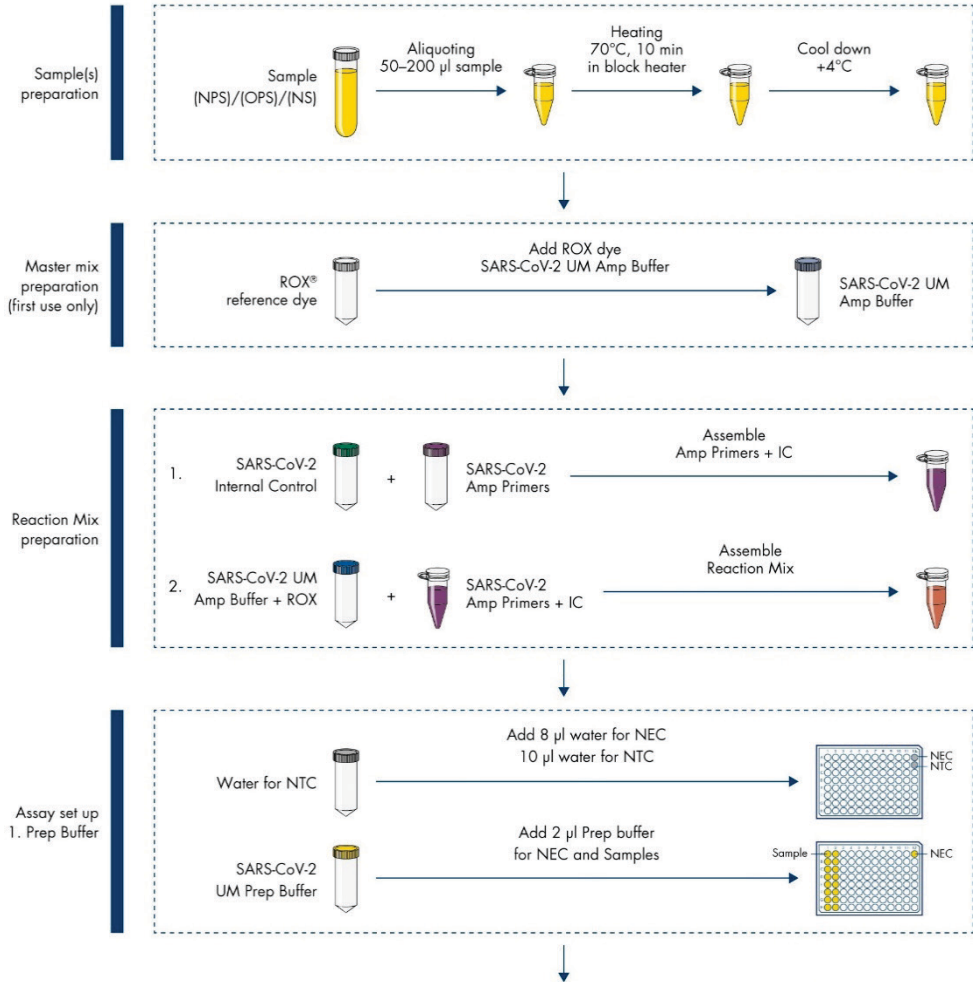 Sample(s)
preparation
Sample
(NPS)/(OPS)/(NS)
Aliquoting
50–200 µl sample
Heating
70°C, 10 min
in block heater
Cool down
+4°C
Master mix
preparation
(first use only)
ROX®
reference dye
Add ROX dye
SARS-CoV-2 UM Amp Buffer
SARS-CoV-2 UM
Amp Buffer
Reaction Mix
preparation
1.
SARS-CoV-2
Internal Control
+
SARS-CoV-2
Amp Primers
Assemble
Amp Primers + IC
2.
SARS-CoV-2 UM
Amp Buffer + ROX
+
SARS-CoV-2
Amp Primers + IC
Assemble
Reaction Mix
Assay set up
1. Prep Buffer
Water for NTC
Add 8 µl water for NEC
10 µl water for NTC
NEC
NTC
SARS-CoV-2
UM Prep Buffer
Add 2 µl Prep buffer
for NEC and Samples
Sample
NEC